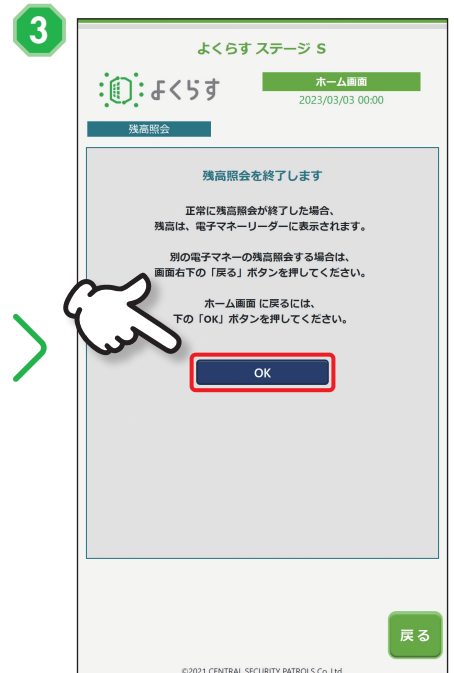 3
よくらす ステージ S
よくらす
ホーム画面
2023/03/03 00:00
残高照会
残高照会を終了します
正常に残高照会が終了した場合、
残高は、電子マネーリーダーに表示されます。
別の電子マネーの残高照会する場合は、
画面右下の「戻る」ボタンを押してください。
ホーム画面 に戻るには、
下の「OK」ボタンを押してください。
OK
戻る
©2021 CENTRAL SECURITY PATROLS Co.,Ltd.